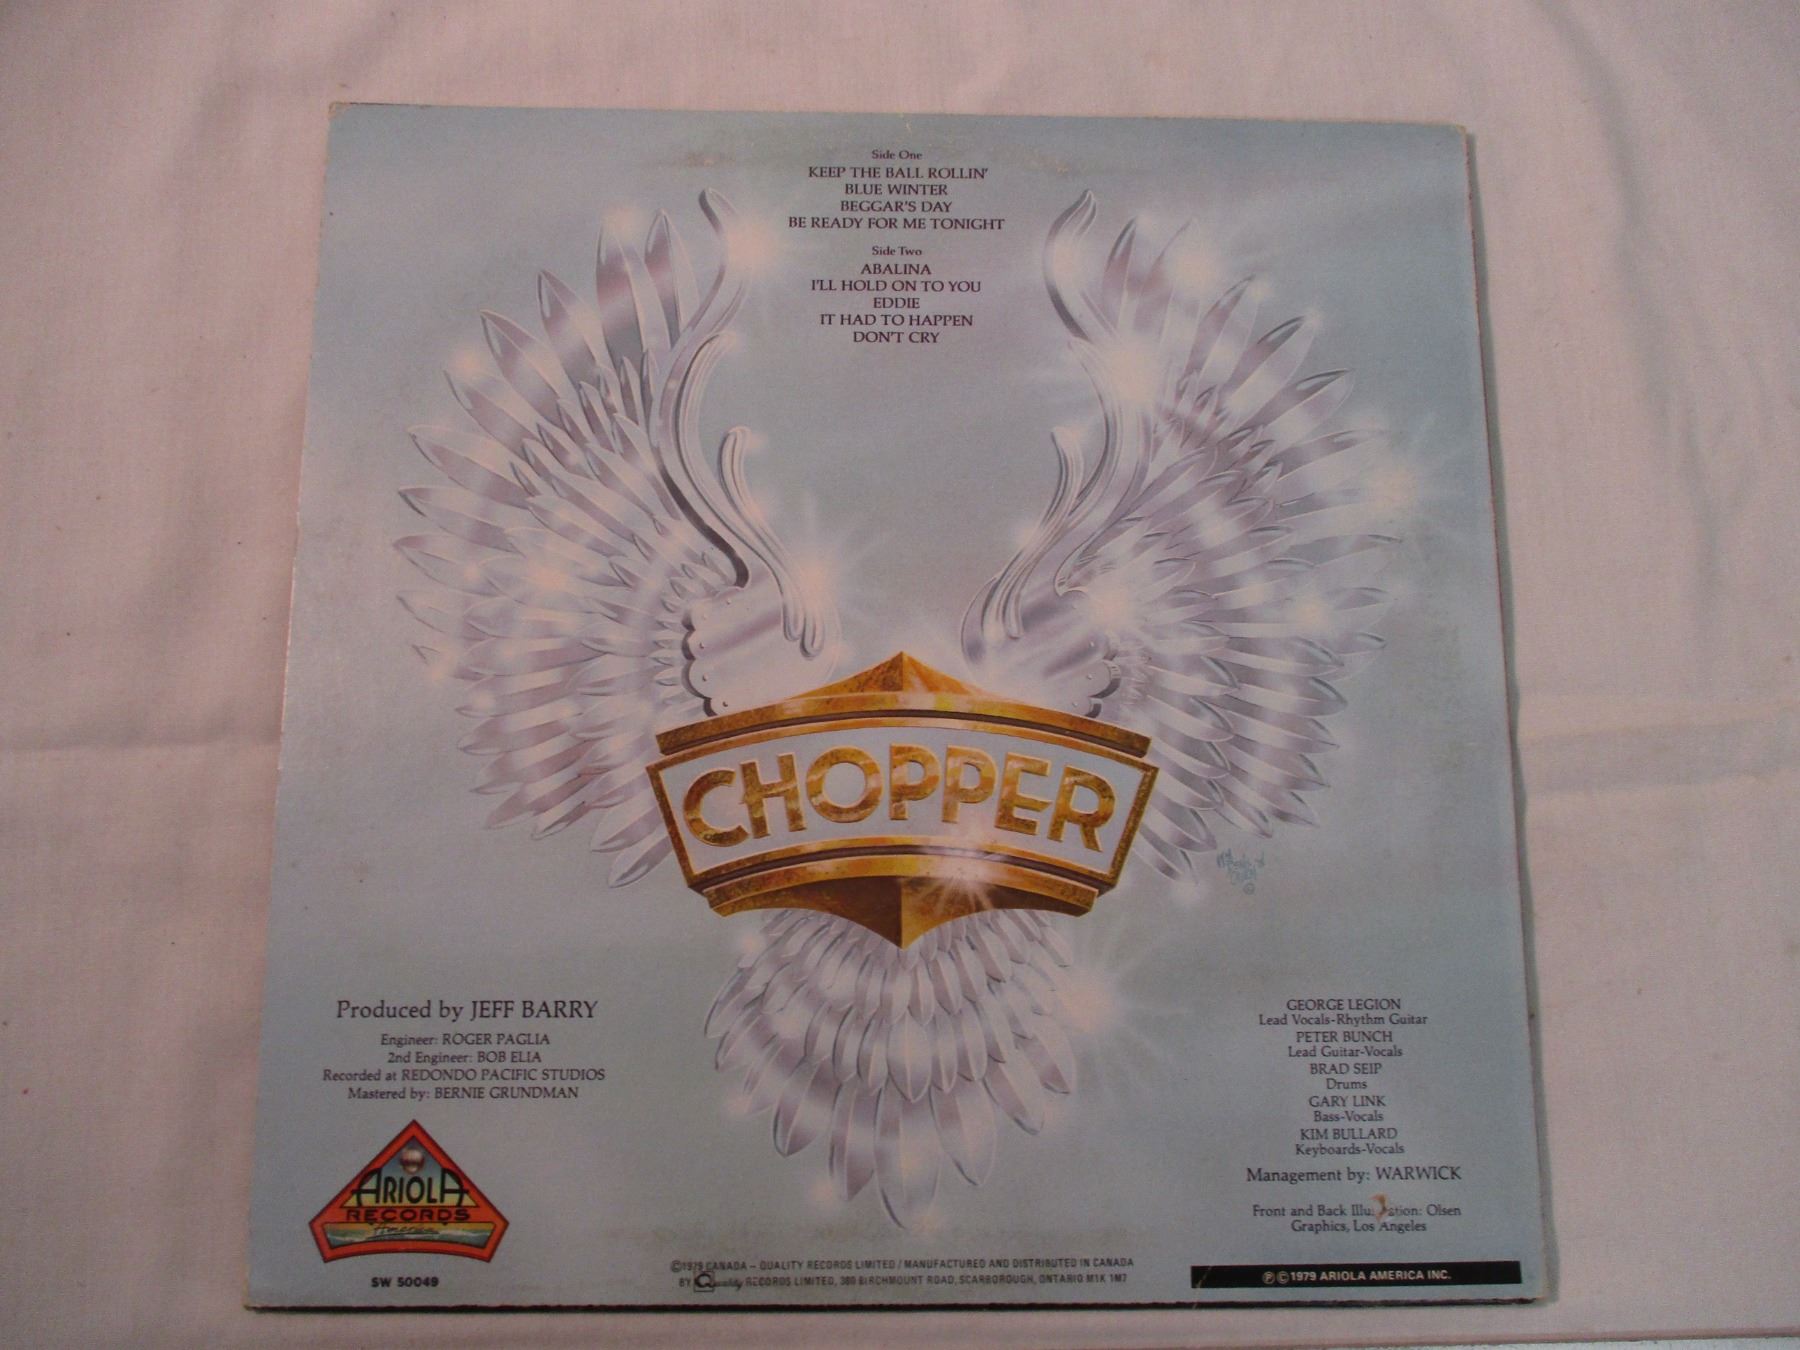 Side One
KEEP THE BALL ROLLIN'
BLUE WINTER
BEGGAR'S DAY
BE READY FOR ME TONIGHT
Side Two
ABALINA
I'LL HOLD ON TO YOU
EDDIE
IT HAD TO HAPPEN
DON'T CRY
CHOPPER
Produced by JEFF BARRY
Engineer: ROGER PAGLIA
2nd Engineer: BOB ELIA
Recorded at REDONDO PACIFIC STUDIOS
Mastered by: BERNIE GRUNDMAN
ARIOLA
RECORDS
America
SW 50049
GEORGE LEGION
Lead Vocals-Rhythm Guitar
PETER BUNCH
Lead Guitar-Vocals
BRAD SEIP
Drums
GARY LINK
Bass-Vocals
KIM BULLARD
Keyboards-Vocals
Management by: WARWICK
Front and Back : Olsen
Graphics, Los Angeles
©1979 CANADA – QUALITY RECORDS LIMITED / MANUFACTURED AND DISTRIBUTED IN CANADA
BY Quality RECORDS LIMITED, 380 BIRCHMOUNT ROAD, SCARBOROUGH, ONTARIO M1K 1M7
℗©1979 ARIOLA AMERICA INC.